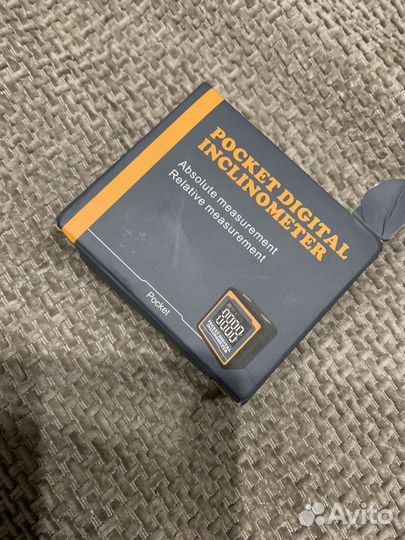 POCKET DIGITAL
INCLINOMETER
Absolute measurement
Relative measurement
Pocket
Avito